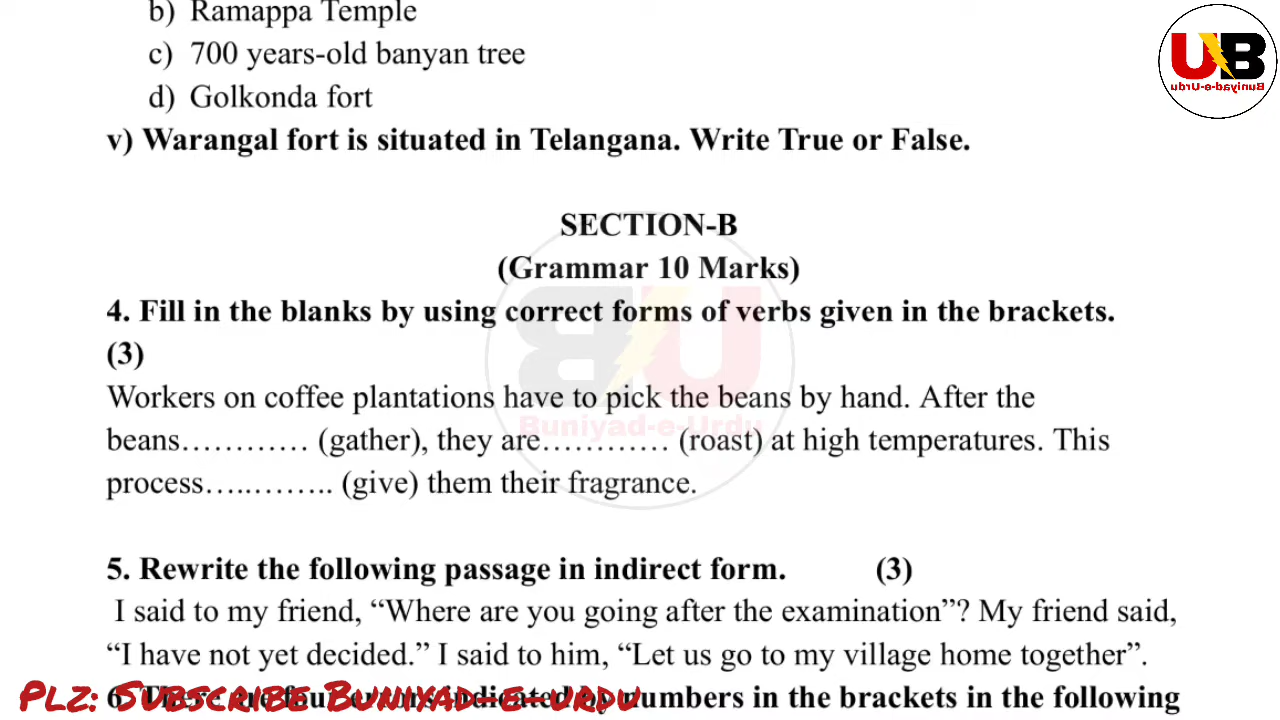 b) Ramappa Temple
c) 700 years-old banyan tree
d) Golkonda fort
v) Warangal fort is situated in Telangana. Write True or False.
SECTION-B
(Grammar 10 Marks)
4. Fill in the blanks by using correct forms of verbs given in the brackets.
(3)
Workers on coffee plantations have to pick the beans by hand. After the
beans………… (gather), they are………… (roast) at high temperatures. This
process…..…….. (give) them their fragrance.
5. Rewrite the following passage in indirect form. (3)
I said to my friend, “Where are you going after the examination”? My friend said,
“I have not yet decided.” I said to him, “Let us go to my village home together”.
6. indicated by numbers in the brackets in the following
Plz: Subscribe Buniyad-e-urdu
UB
Buniyad-e-Urdu
BU
Buniyad-e-Urdu